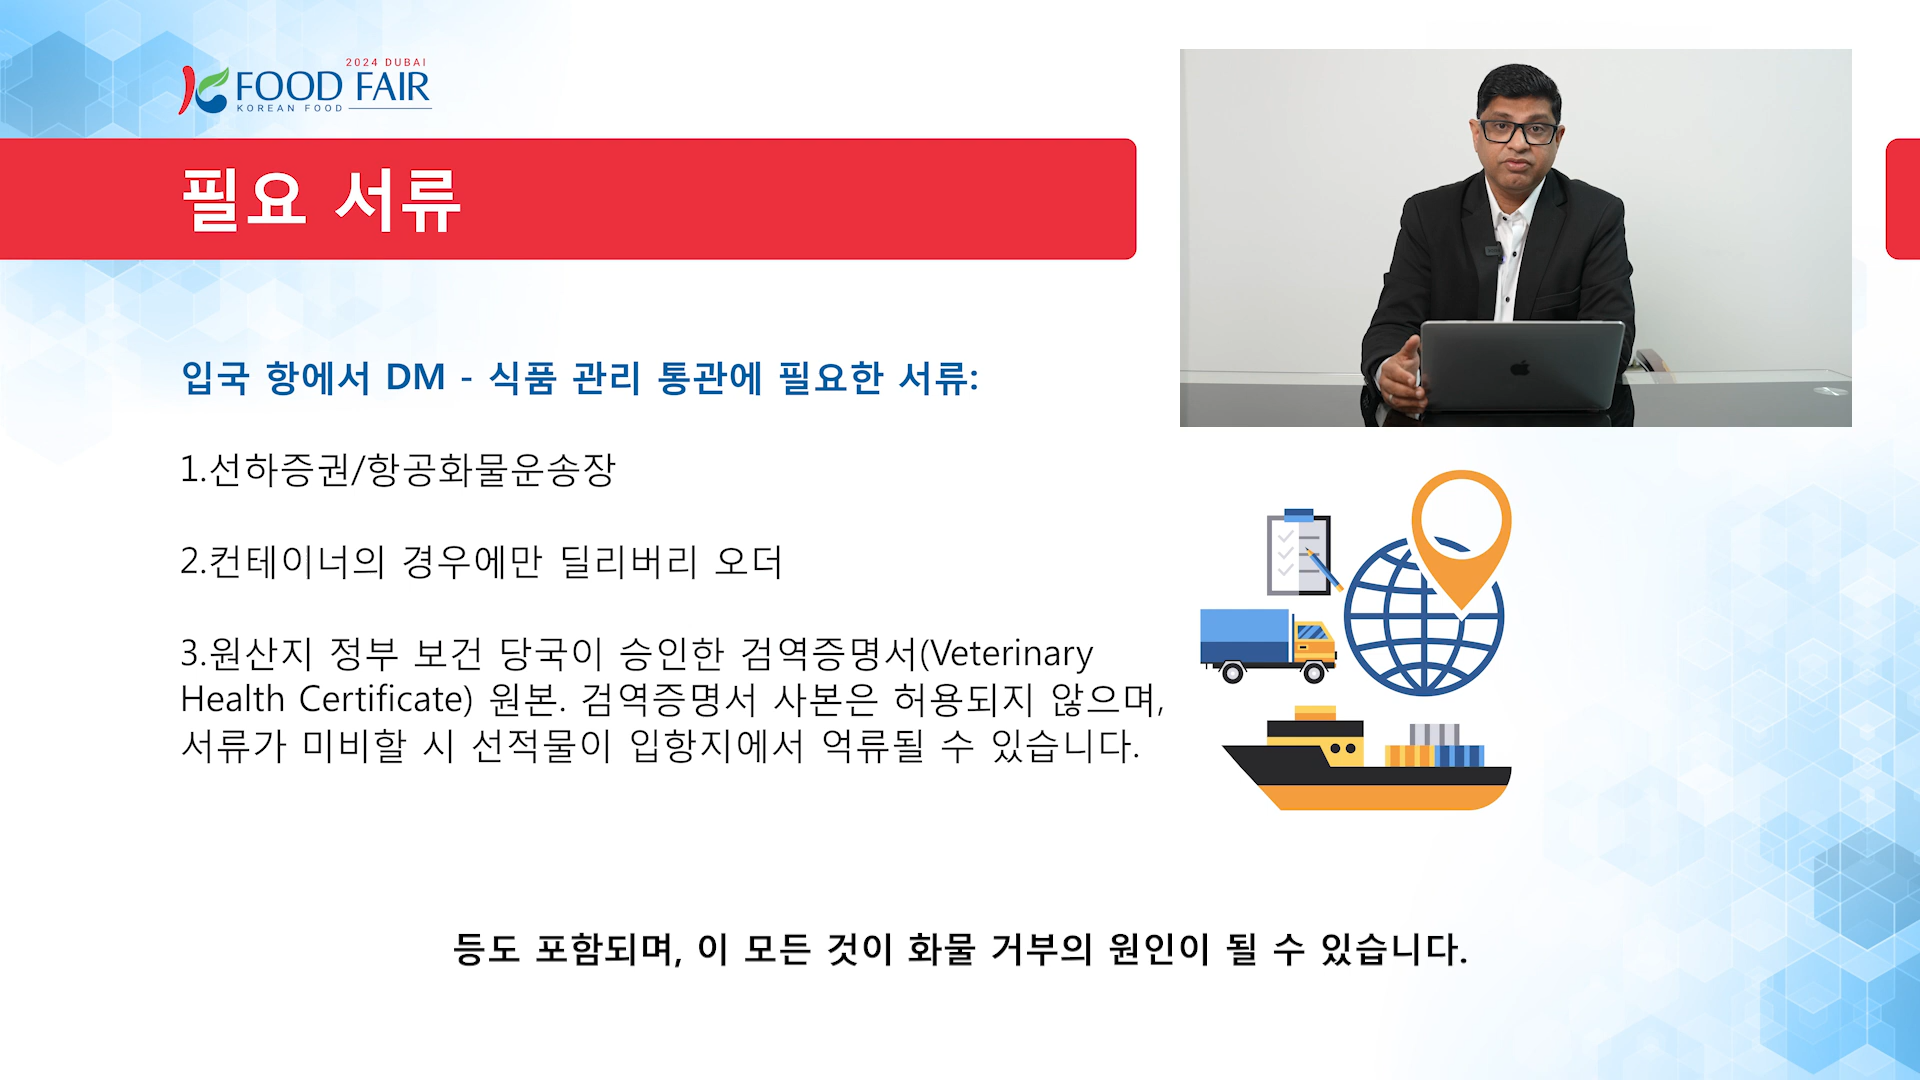 2024 DUBAI
K FOOD FAIR
KOREAN FOOD
필요 서류
입국 항에서 DM - 식품 관리 통관에 필요한 서류:
1.선하증권/항공화물운송장
2.컨테이너의 경우에만 딜리버리 오더
3.원산지 정부 보건 당국이 승인한 검역증명서(Veterinary
Health Certificate) 원본. 검역증명서 사본은 허용되지 않으며,
서류가 미비할 시 선적물이 입항지에서 억류될 수 있습니다.
등도 포함되며, 이 모든 것이 화물 거부의 원인이 될 수 있습니다.